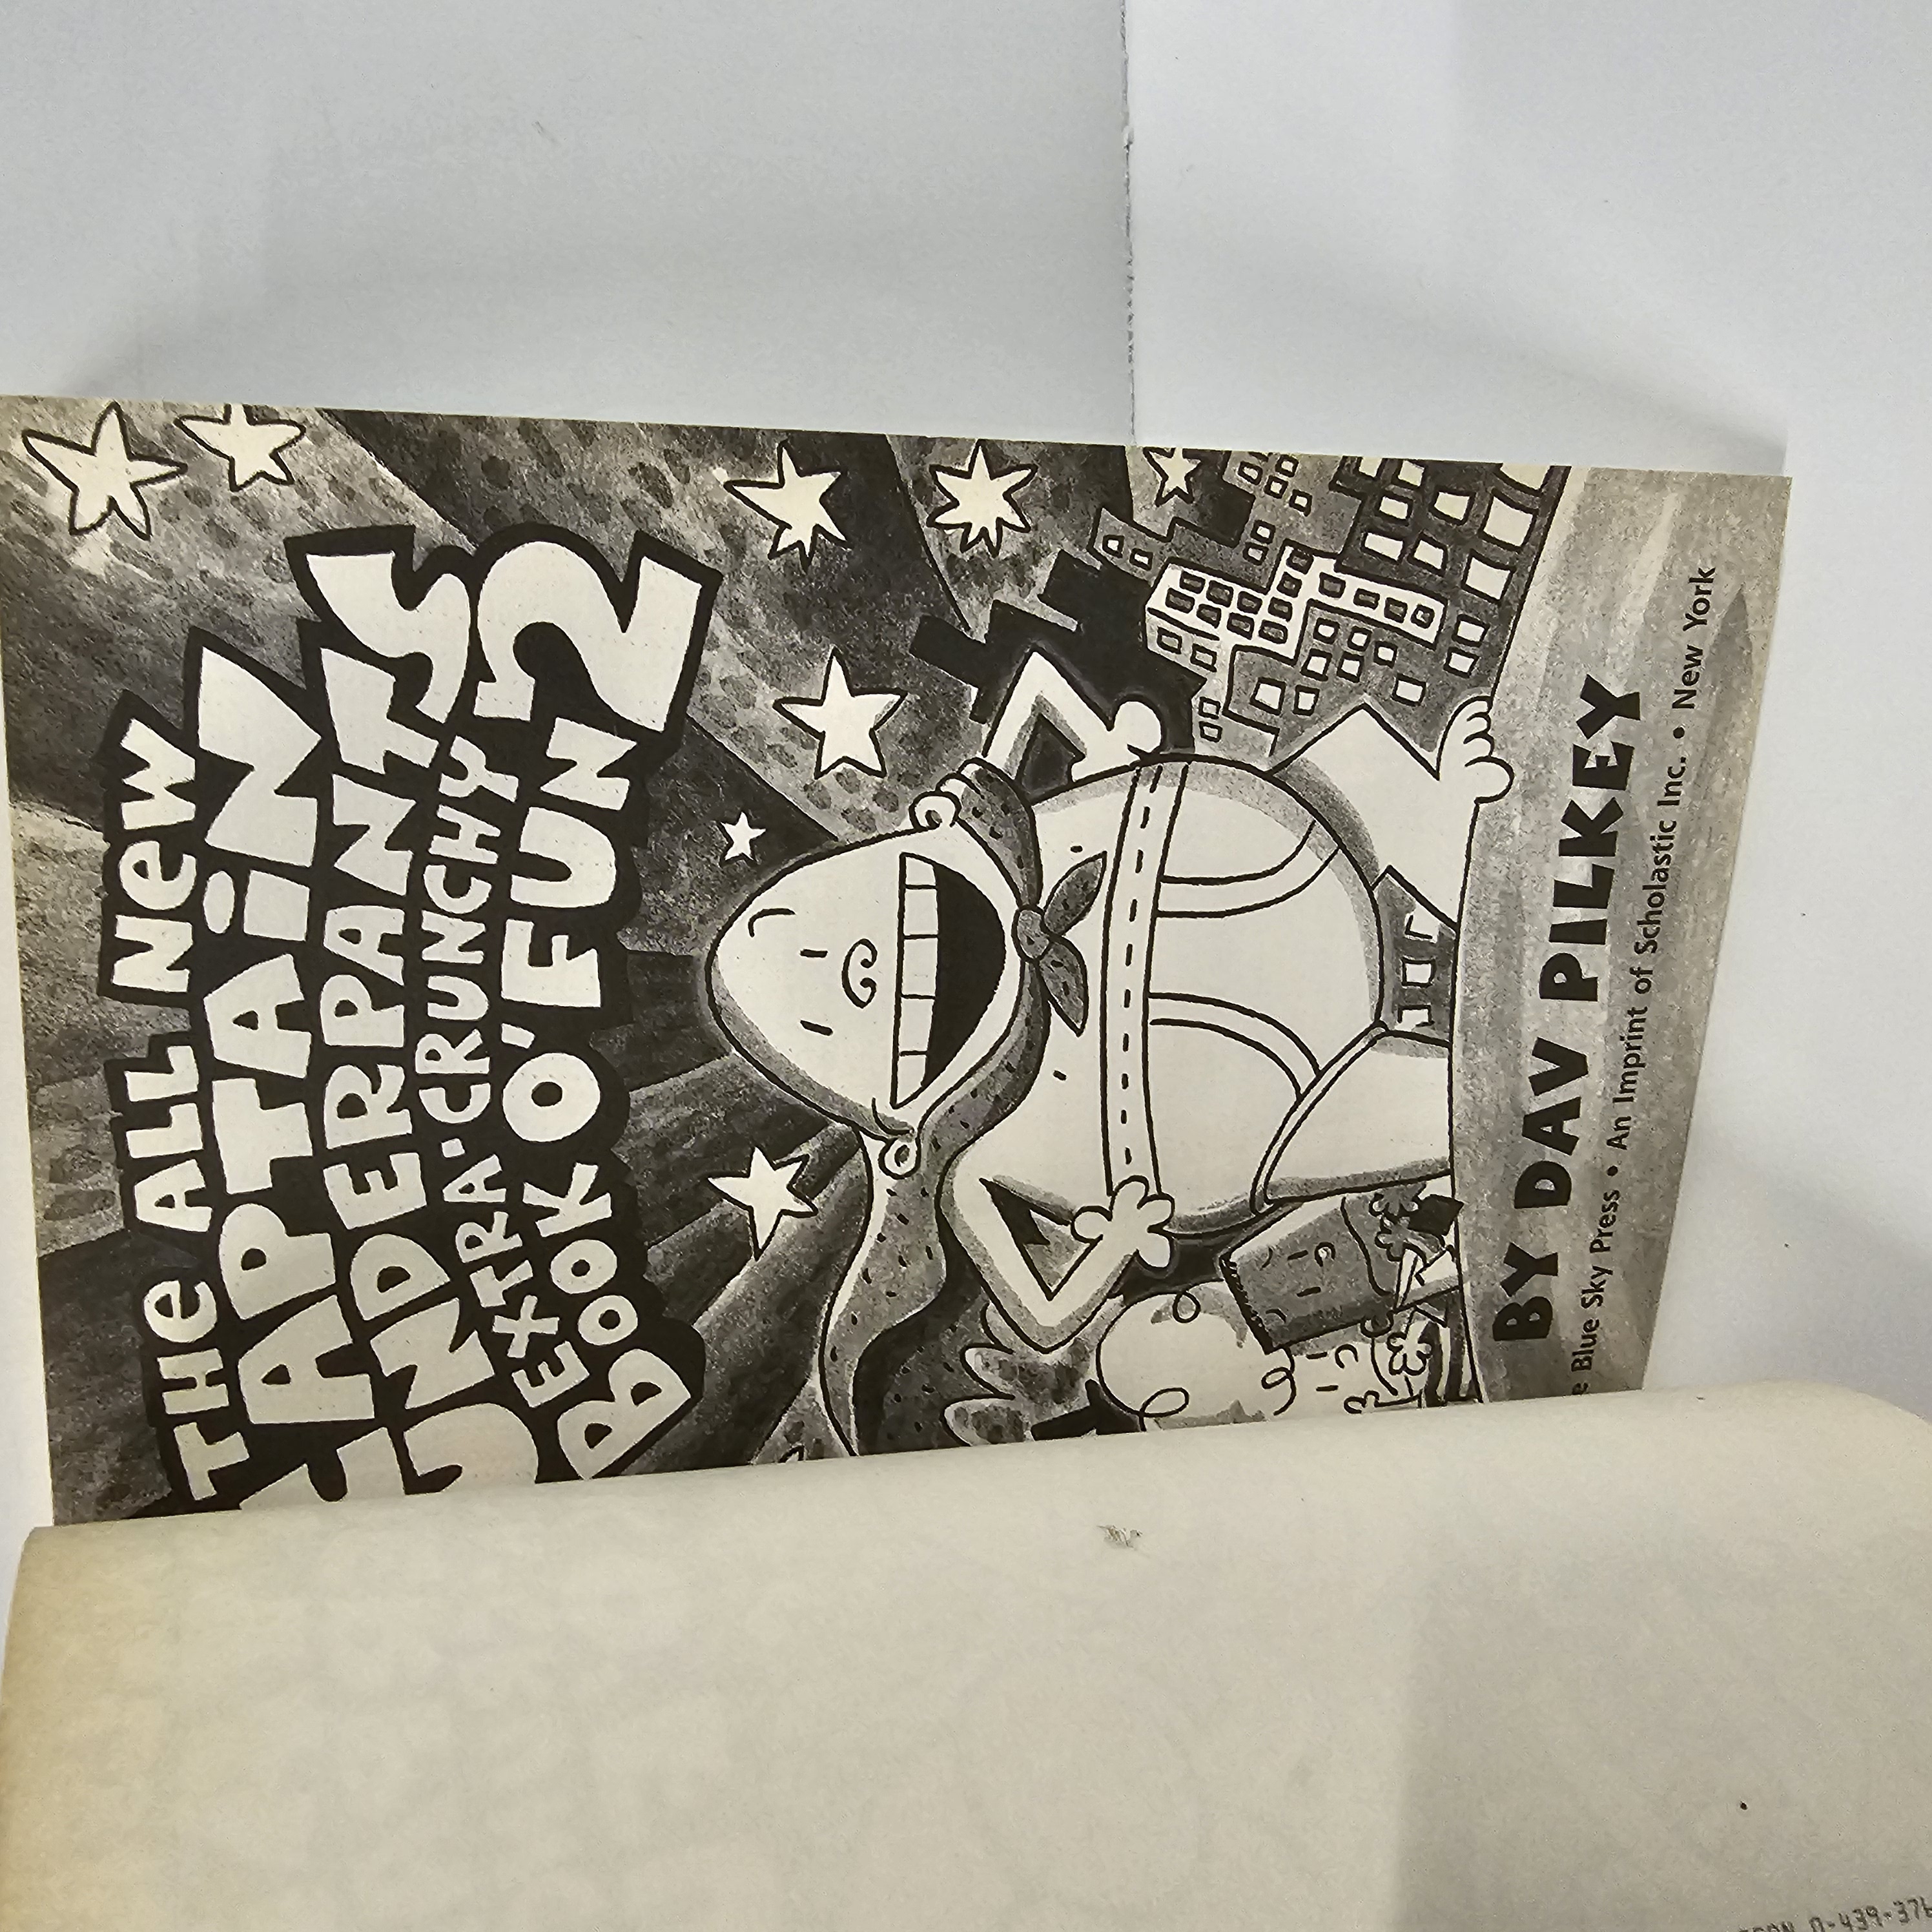 THe ALL New
CAPTAiN
UNDERPANTS
EXTRA-CRUNCHY
BOOK O' FUN 2
BY DAV PILKEY
Blue Sky Press • An Imprint of Scholastic Inc. • New York